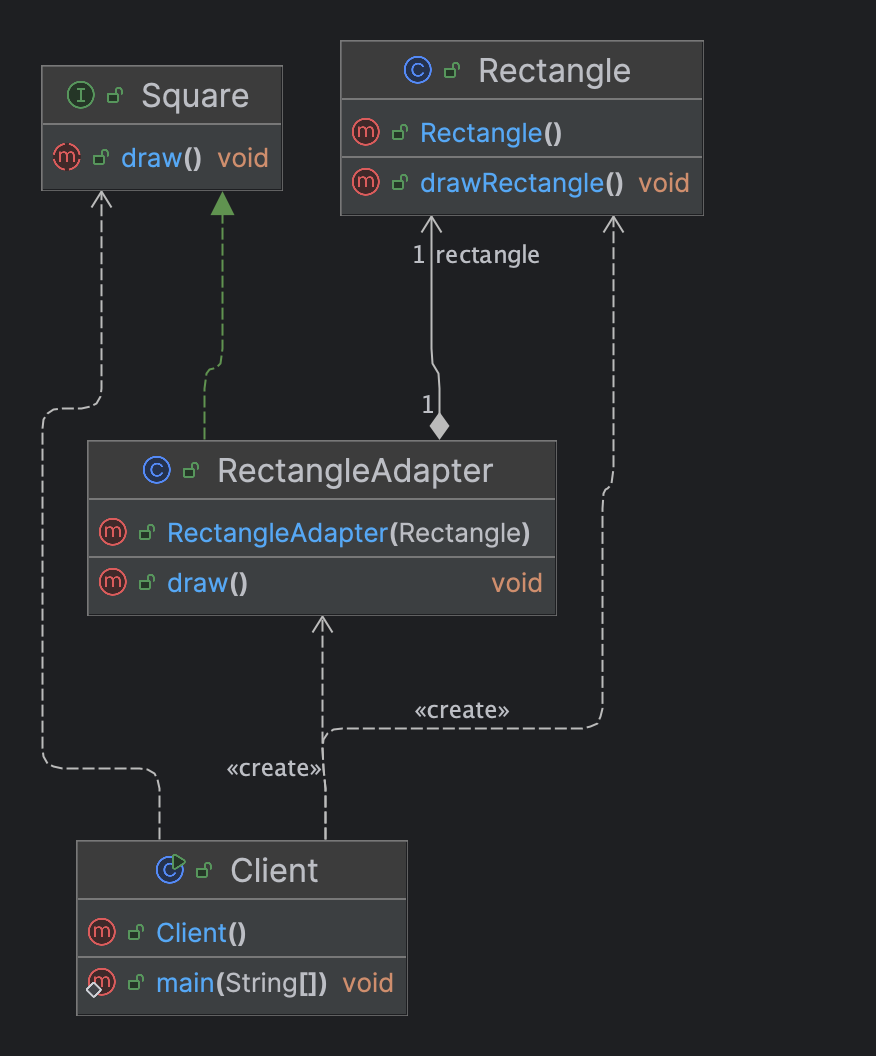 Square
draw() void
Rectangle
Rectangle()
drawRectangle() void
1 rectangle
1
RectangleAdapter
RectangleAdapter(Rectangle)
draw() void
«create»
«create»
Client
Client()
main(String[]) void